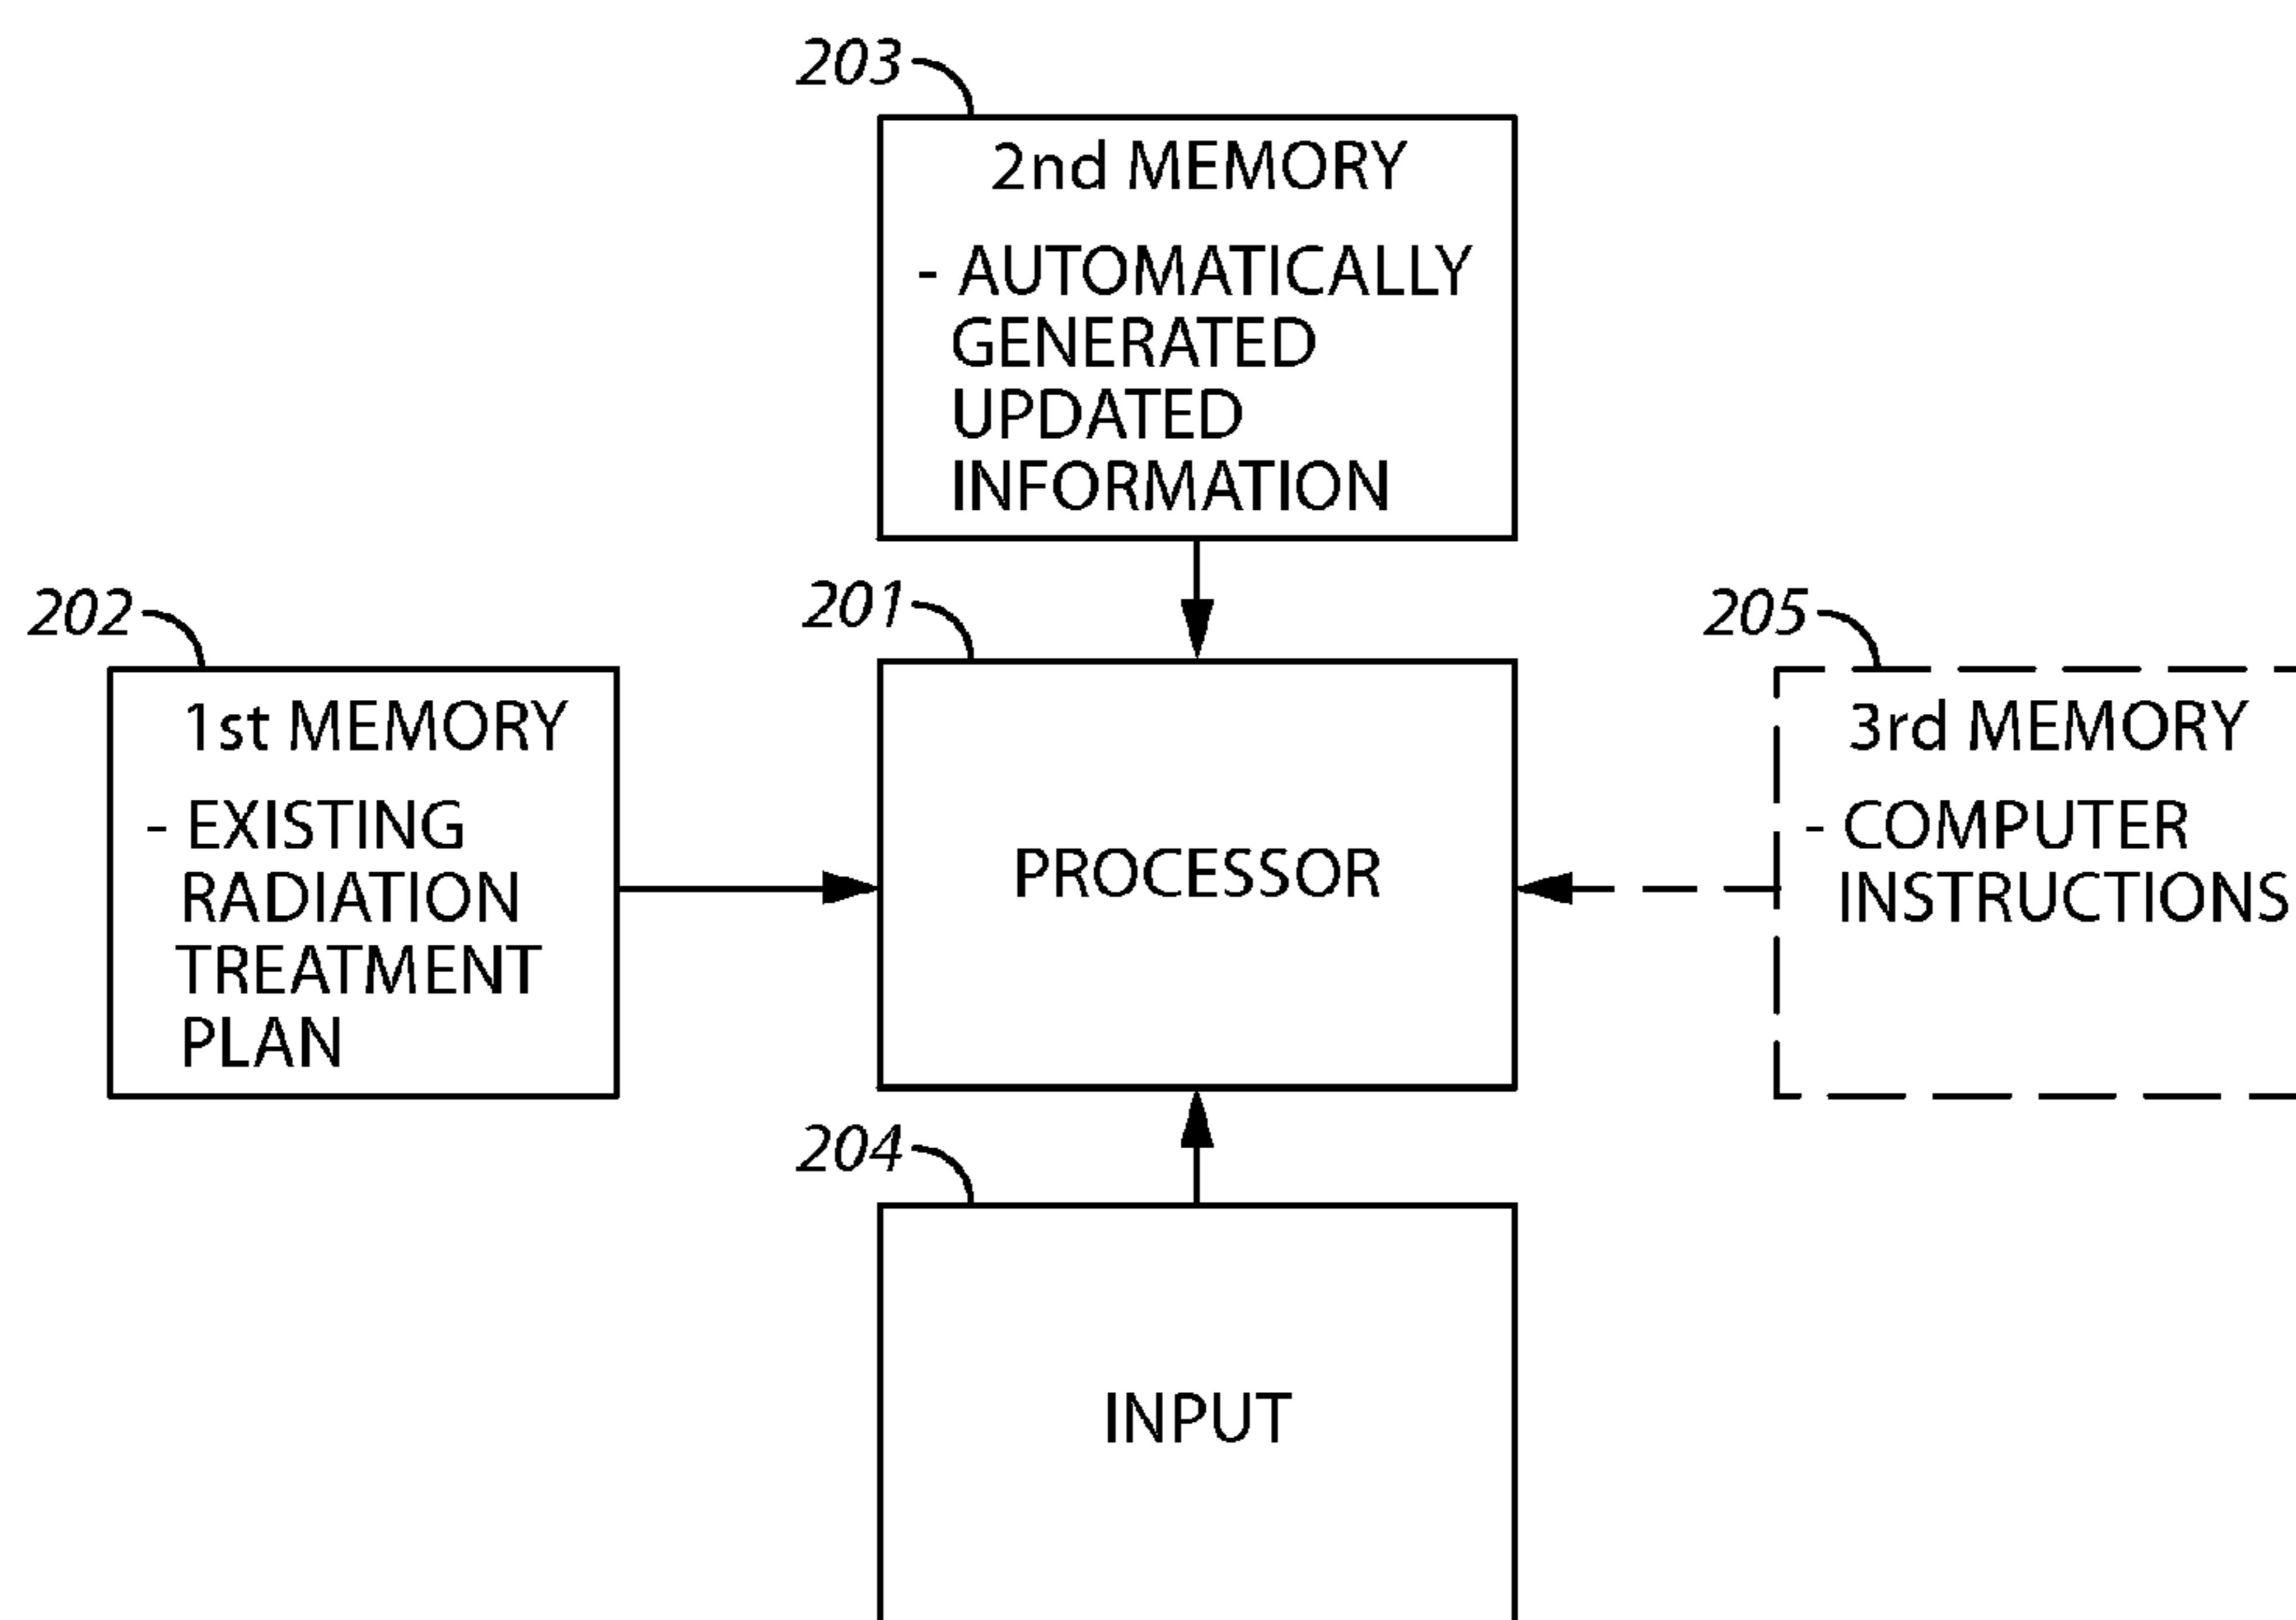 203
2nd MEMORY
- AUTOMATICALLY
GENERATED
UPDATED
INFORMATION
202
1st MEMORY
- EXISTING
RADIATION
TREATMENT
PLAN
201
PROCESSOR
205
3rd MEMORY
- COMPUTER
INSTRUCTIONS
204
INPUT